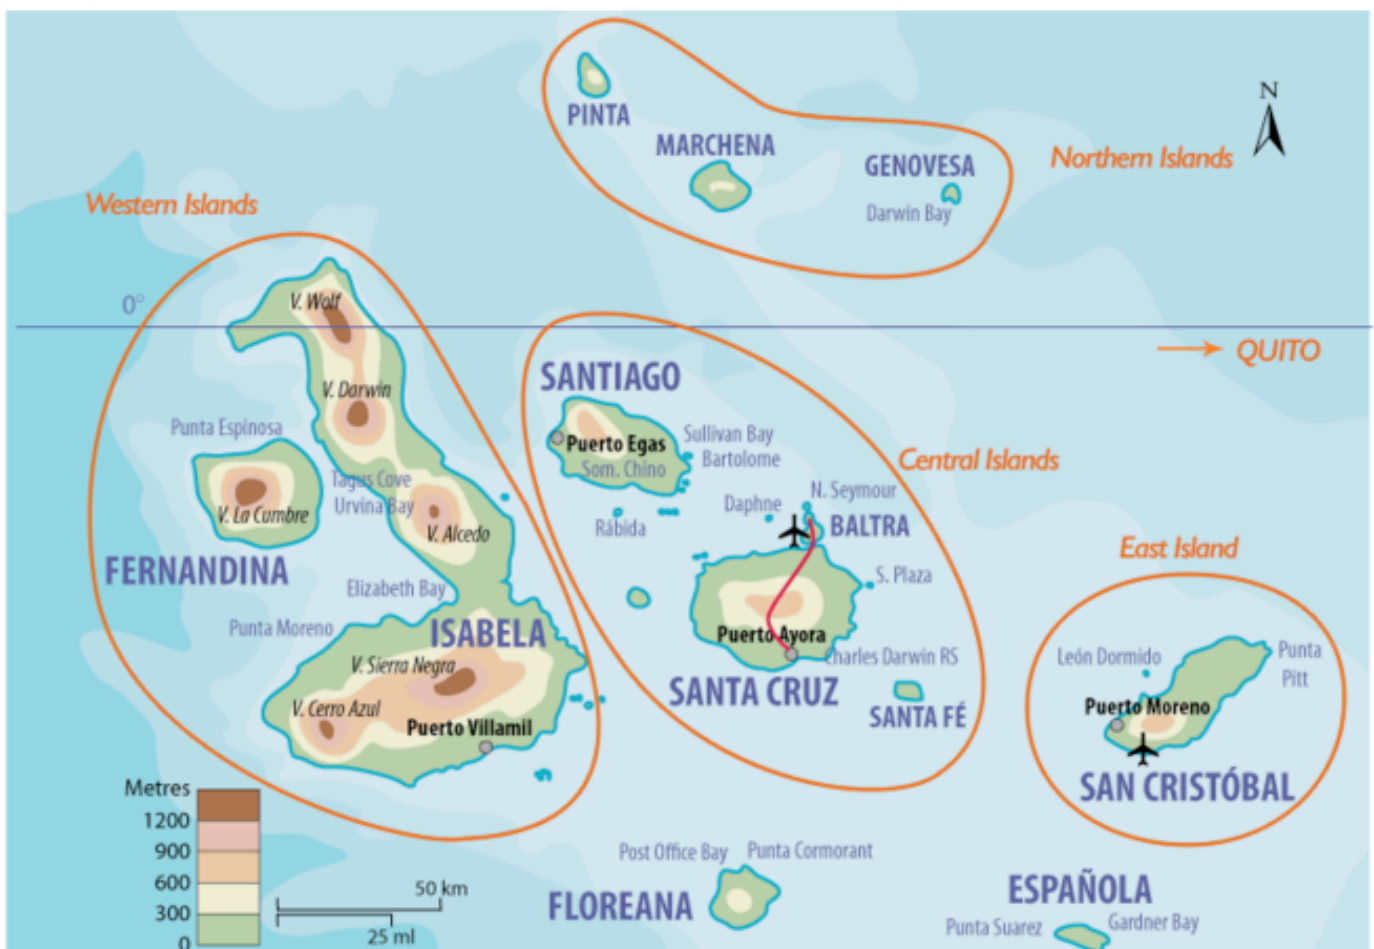 PINTA
MARCHENA
GENOVESA
Darwin Bay
Northern Islands
N
Western Islands
0°
V. Wolf
V. Darwin
Punta Espinosa
Tagus Cove
Urvina Bay
V. La Cumbre
V. Alcedo
FERNANDINA
Elizabeth Bay
Punta Moreno
ISABELA
V. Sierra Negra
V. Cerro Azul
Puerto Villamil
QUITO
SANTIAGO
Puerto Egas
Sullivan Bay
Bartolome
Som. Chino
Central Islands
Rábida
Daphne
N. Seymour
BALTRA
S. Plaza
Puerto Ayora
Charles Darwin RS
SANTA CRUZ
SANTA FÉ
East Island
León Dormido
Punta
Pitt
Puerto Moreno
SAN CRISTÓBAL
Metres
1200
900
600
300
0
50 km
25 ml
Post Office Bay
Punta Cormorant
FLOREANA
ESPAÑOLA
Punta Suarez
Gardner Bay